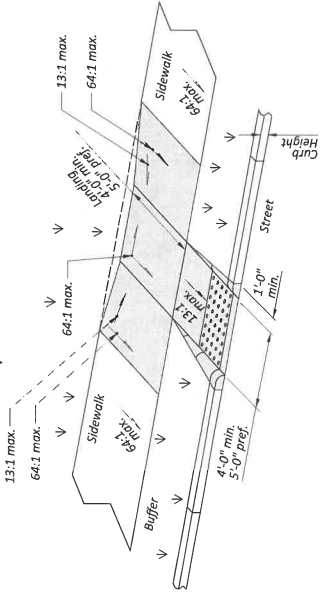 13:1 max.
64:1 max.
64:1 max.
13:1 max.
64:1 max.
Sidewalk
64:1
max.
Landing
4'-0" min.
5'-0" pref.
Sidewalk
64:1
max.
13:1
max.
Buffer
Street
Curb
Height
4'-0" min.
5'-0" pref.
1'-0"
min.